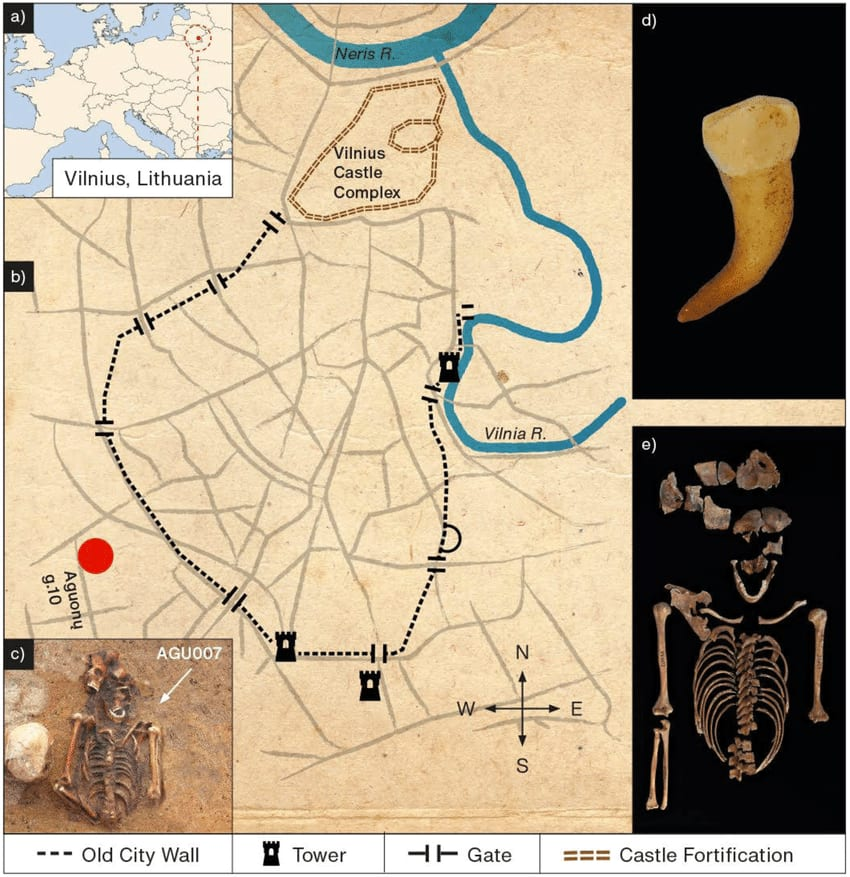 a)
Vilnius, Lithuania
b)
Neris R.
Vilnius
Castle
Complex
Vilnia R.
Aguonų
g.10
N
W
E
S
c)
AGU007
d)
e)
Old City Wall
Tower
Gate
Castle Fortification